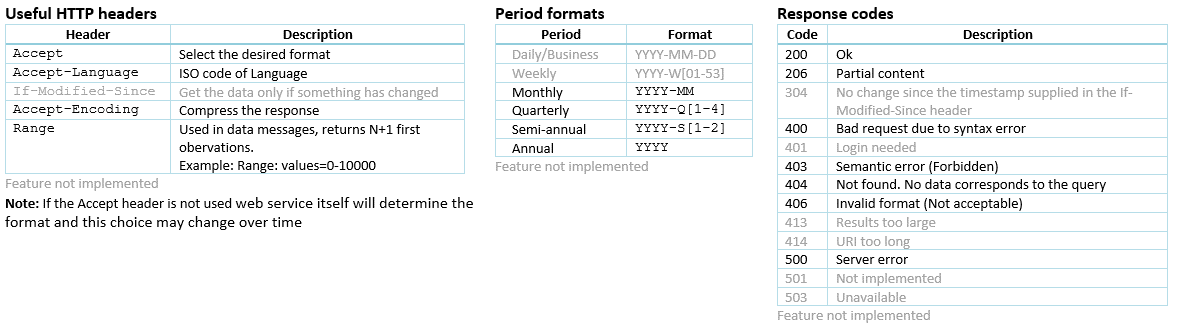 Useful HTTP headers
Header Description
Accept Select the desired format
Accept-Language ISO code of Language
If-Modified-Since Get the data only if something has changed
Accept-Encoding Compress the response
Range Used in data messages, returns N+1 first
obervations.
Example: Range: values=0-10000
Feature not implemented
Note: If the Accept header is not used web service itself will determine the
format and this choice may change over time
Period formats
Period Format
Daily/Business YYYY-MM-DD
Weekly YYYY-W[01-53]
Monthly YYYY-MM
Quarterly YYYY-Q[1-4]
Semi-annual YYYY-S[1-2]
Annual YYYY
Feature not implemented
Response codes
Code Description
200 Ok
206 Partial content
304 No change since the timestamp supplied in the If-
Modified-Since header
400 Bad request due to syntax error
401 Login needed
403 Semantic error (Forbidden)
404 Not found. No data corresponds to the query
406 Invalid format (Not acceptable)
413 Results too large
414 URI too long
500 Server error
501 Not implemented
503 Unavailable
Feature not implemented